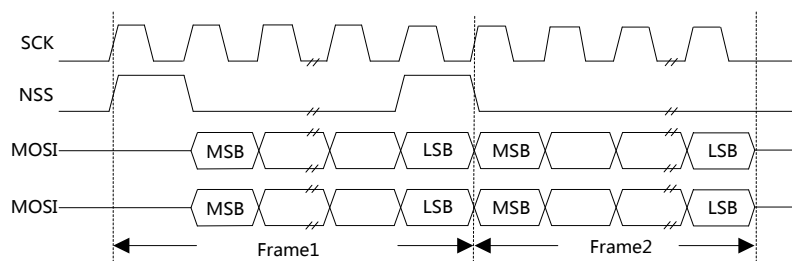 SCK
NSS
MOSI MSB LSB MSB LSB
MOSI MSB LSB MSB LSB
Frame1 Frame2